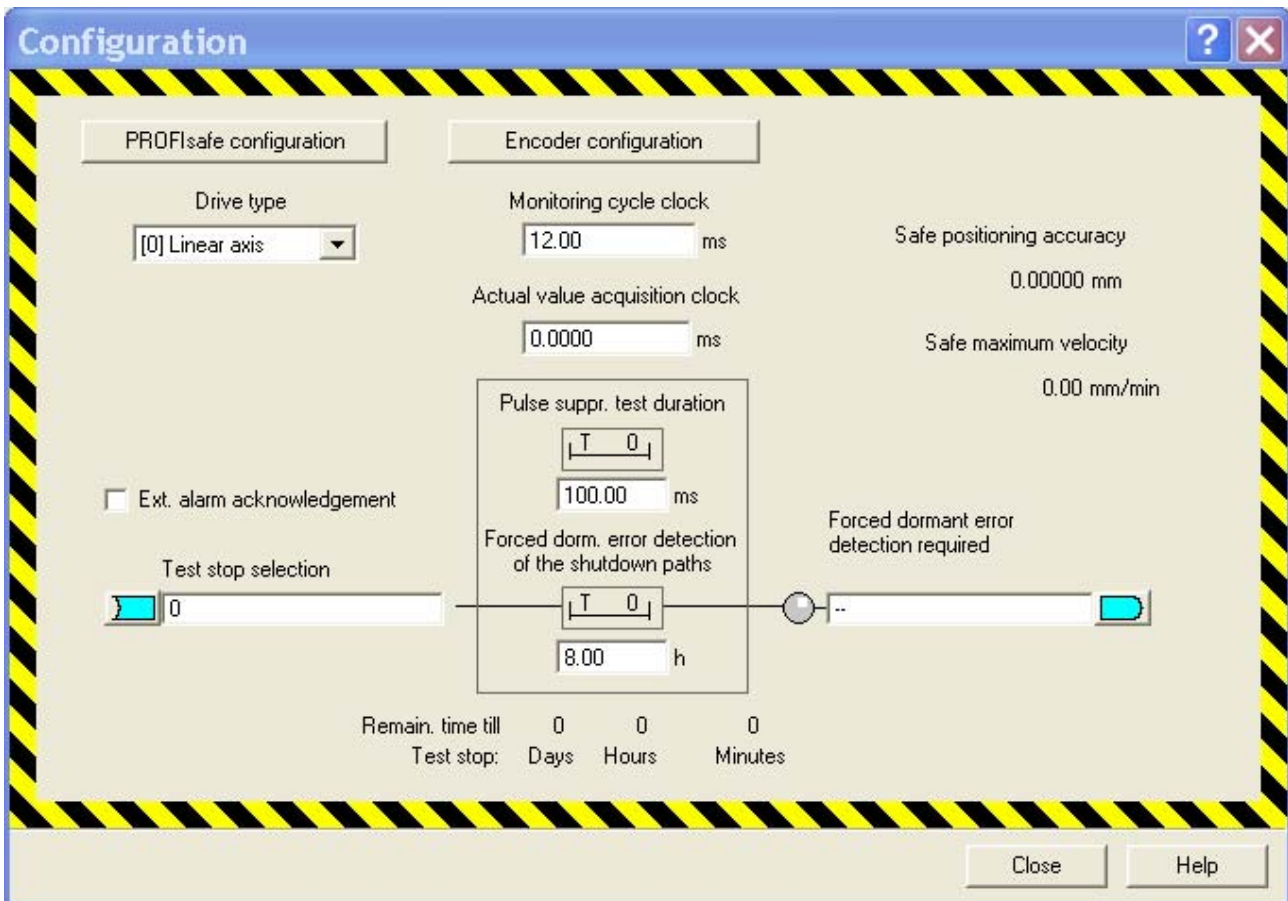 Configuration
PROFIsafe configuration
Encoder configuration
Drive type
[0] Linear axis
Monitoring cycle clock
12.00 ms
Actual value acquisition clock
0.0000 ms
Safe positioning accuracy
0.00000 mm
Safe maximum velocity
0.00 mm/min
Pulse suppr. test duration
T 0
100.00 ms
Ext. alarm acknowledgement
Forced dorm. error detection
of the shutdown paths
T 0
8.00 h
Test stop selection
0
Forced dormant error
detection required
--
Remain. time till 0 0 0
Test stop: Days Hours Minutes
Close
Help